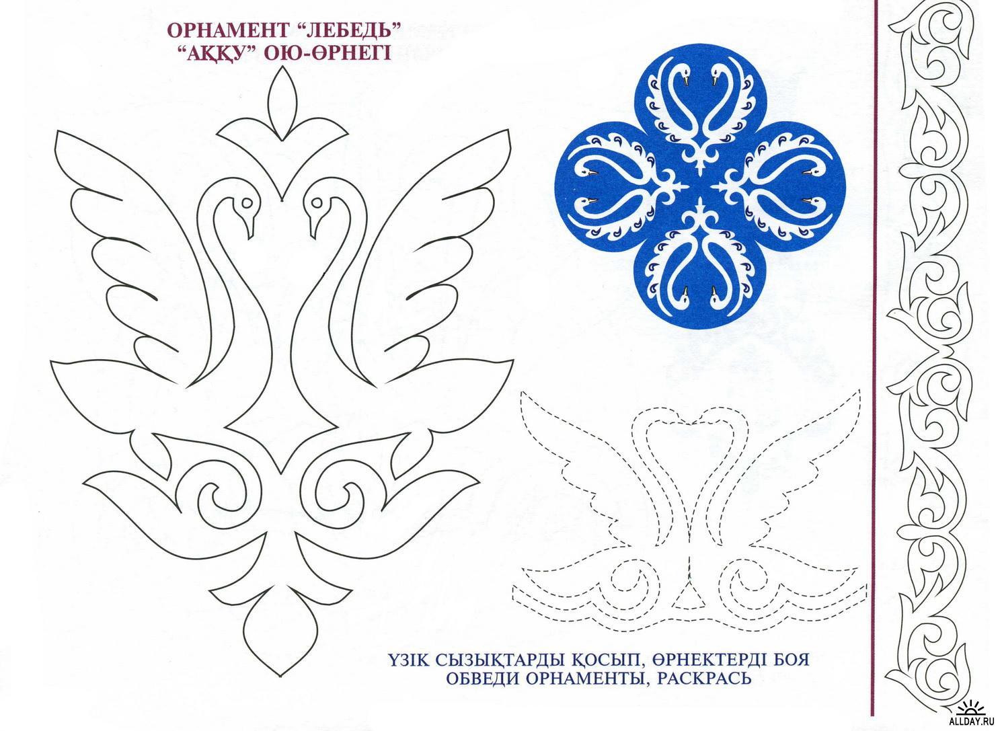 ОРНАМЕНТ “ЛЕБЕДЬ”
“АҚҚУ” ОЮ-ӨРНЕГІ
ҮЗІК СЫЗЫҚТАРДЫ ҚОСЫП, ӨРНЕКТЕРДІ БОЯ
ОБВЕДИ ОРНАМЕНТЫ, РАСКРАСЬ
ALLDAY.RU